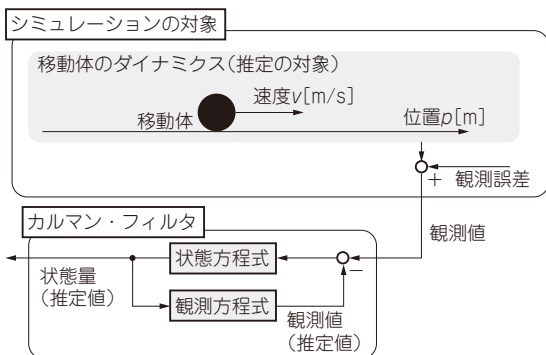 シミュレーションの対象
移動体のダイナミクス(推定の対象)
速度v[m/s]
移動体
位置p[m]
+ 観測誤差
カルマン・フィルタ
観測値
状態方程式
−
状態量
(推定値)
観測方程式
観測値
(推定値)